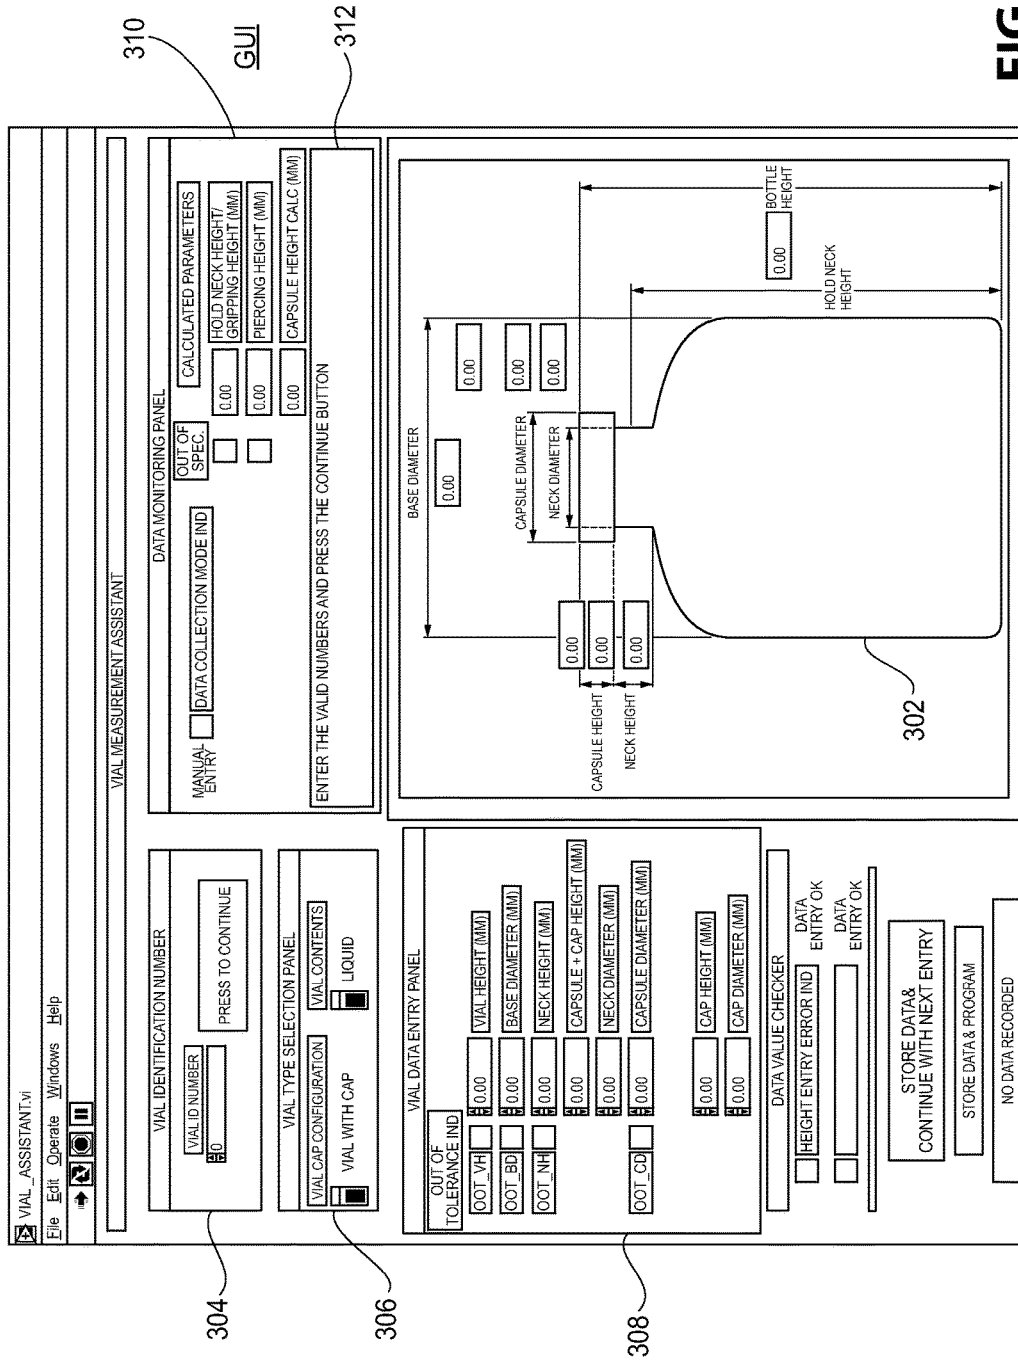 VIAL_ASSISTANT.vi
File Edit Operate Windows Help
VIAL MEASUREMENT ASSISTANT
VIAL IDENTIFICATION NUMBER
VIAL ID NUMBER
0
PRESS TO CONTINUE
304
VIAL TYPE SELECTION PANEL
VIAL CAP CONFIGURATION
VIAL CONTENTS
VIAL WITH CAP
LIQUID
306
DATA MONITORING PANEL
MANUAL
ENTRY
DATA COLLECTION MODE IND
OUT OF
SPEC.
CALCULATED PARAMETERS
0.00
HOLD NECK HEIGHT/
GRIPPING HEIGHT (MM)
0.00
PIERCING HEIGHT (MM)
0.00
CAPSULE HEIGHT CALC (MM)
ENTER THE VALID NUMBERS AND PRESS THE CONTINUE BUTTON
310
GUI
312
VIAL DATA ENTRY PANEL
OUT OF
TOLERANCE IND
OOT_VH
0.00
VIAL HEIGHT (MM)
OOT_BD
0.00
BASE DIAMETER (MM)
OOT_NH
0.00
NECK HEIGHT (MM)
0.00
CAPSULE + CAP HEIGHT (MM)
0.00
NECK DIAMETER (MM)
OOT_CD
0.00
CAPSULE DIAMETER (MM)
0.00
CAP HEIGHT (MM)
0.00
CAP DIAMETER (MM)
308
DATA VALUE CHECKER
HEIGHT ENTRY ERROR IND
DATA
ENTRY OK
DATA
ENTRY OK
STORE DATA&
CONTINUE WITH NEXT ENTRY
STORE DATA & PROGRAM
NO DATA RECORDED
BASE DIAMETER
0.00
0.00
CAPSULE DIAMETER
0.00
NECK DIAMETER
0.00
0.00
CAPSULE HEIGHT
0.00
NECK HEIGHT
0.00
BOTTLE
HEIGHT
0.00
HOLD NECK
HEIGHT
302
FIG